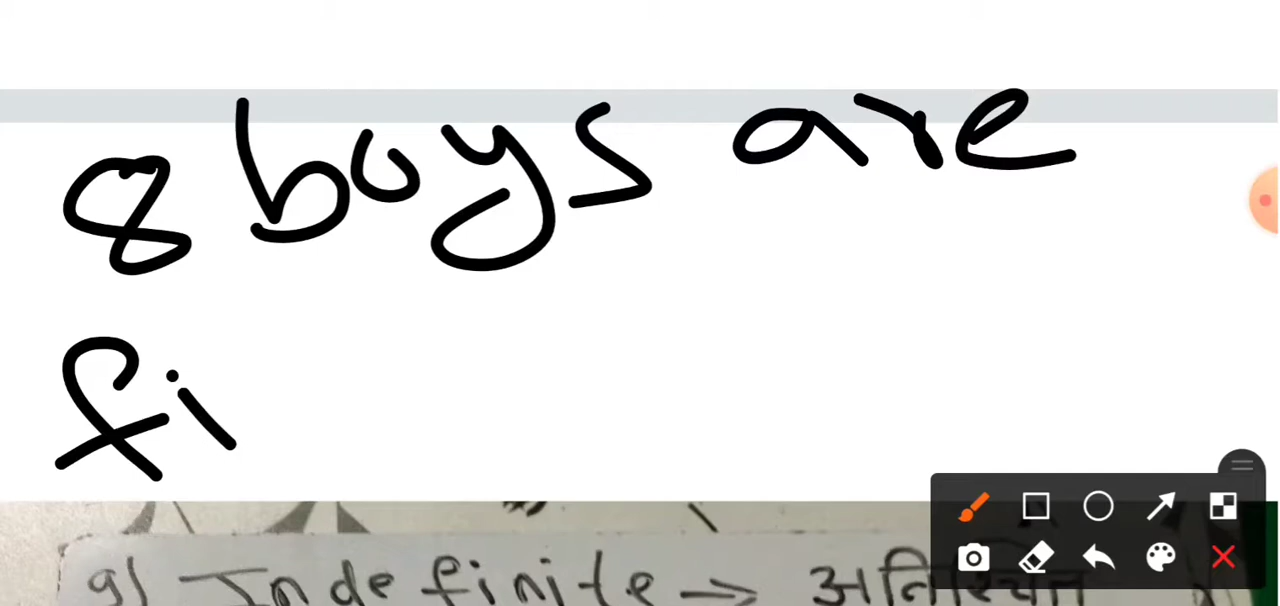 8 boys are
fi
9) Indefinite → अनिश्चित